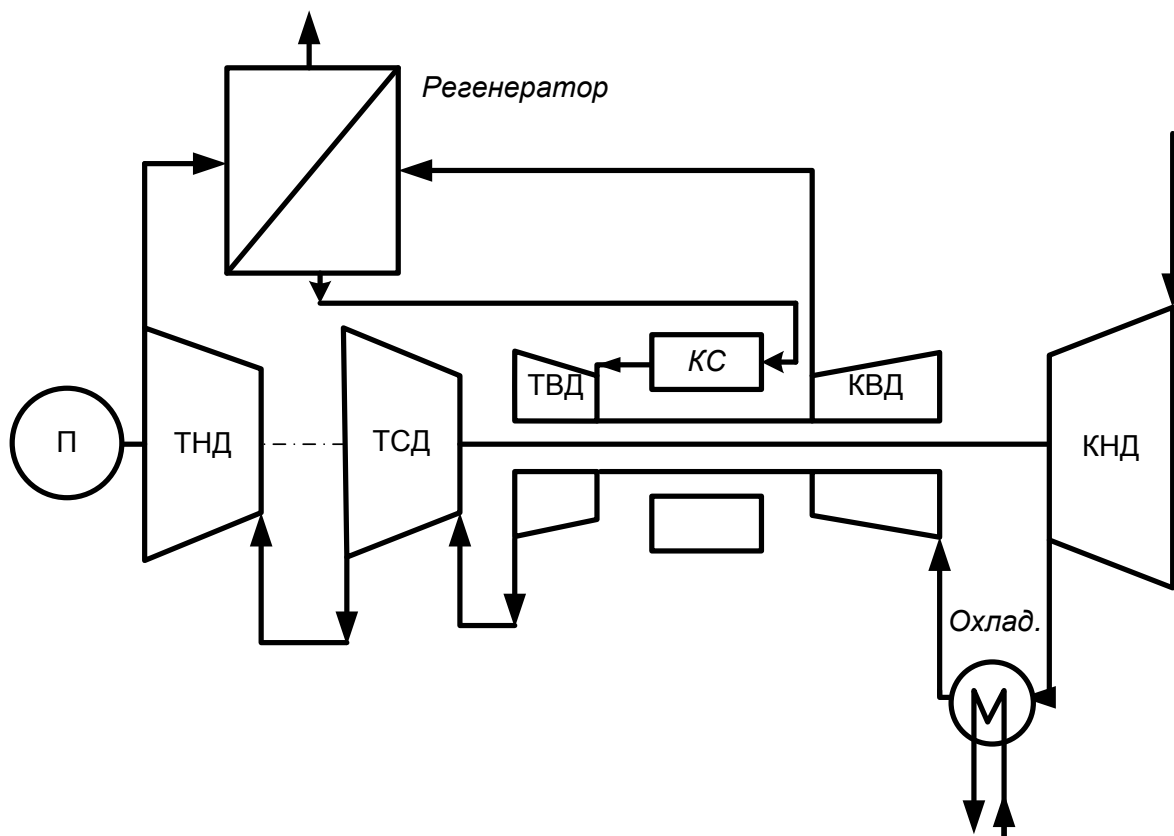 Регенератор
КС
ТВД
КВД
П
ТНД
ТСД
КНД
Охлад.